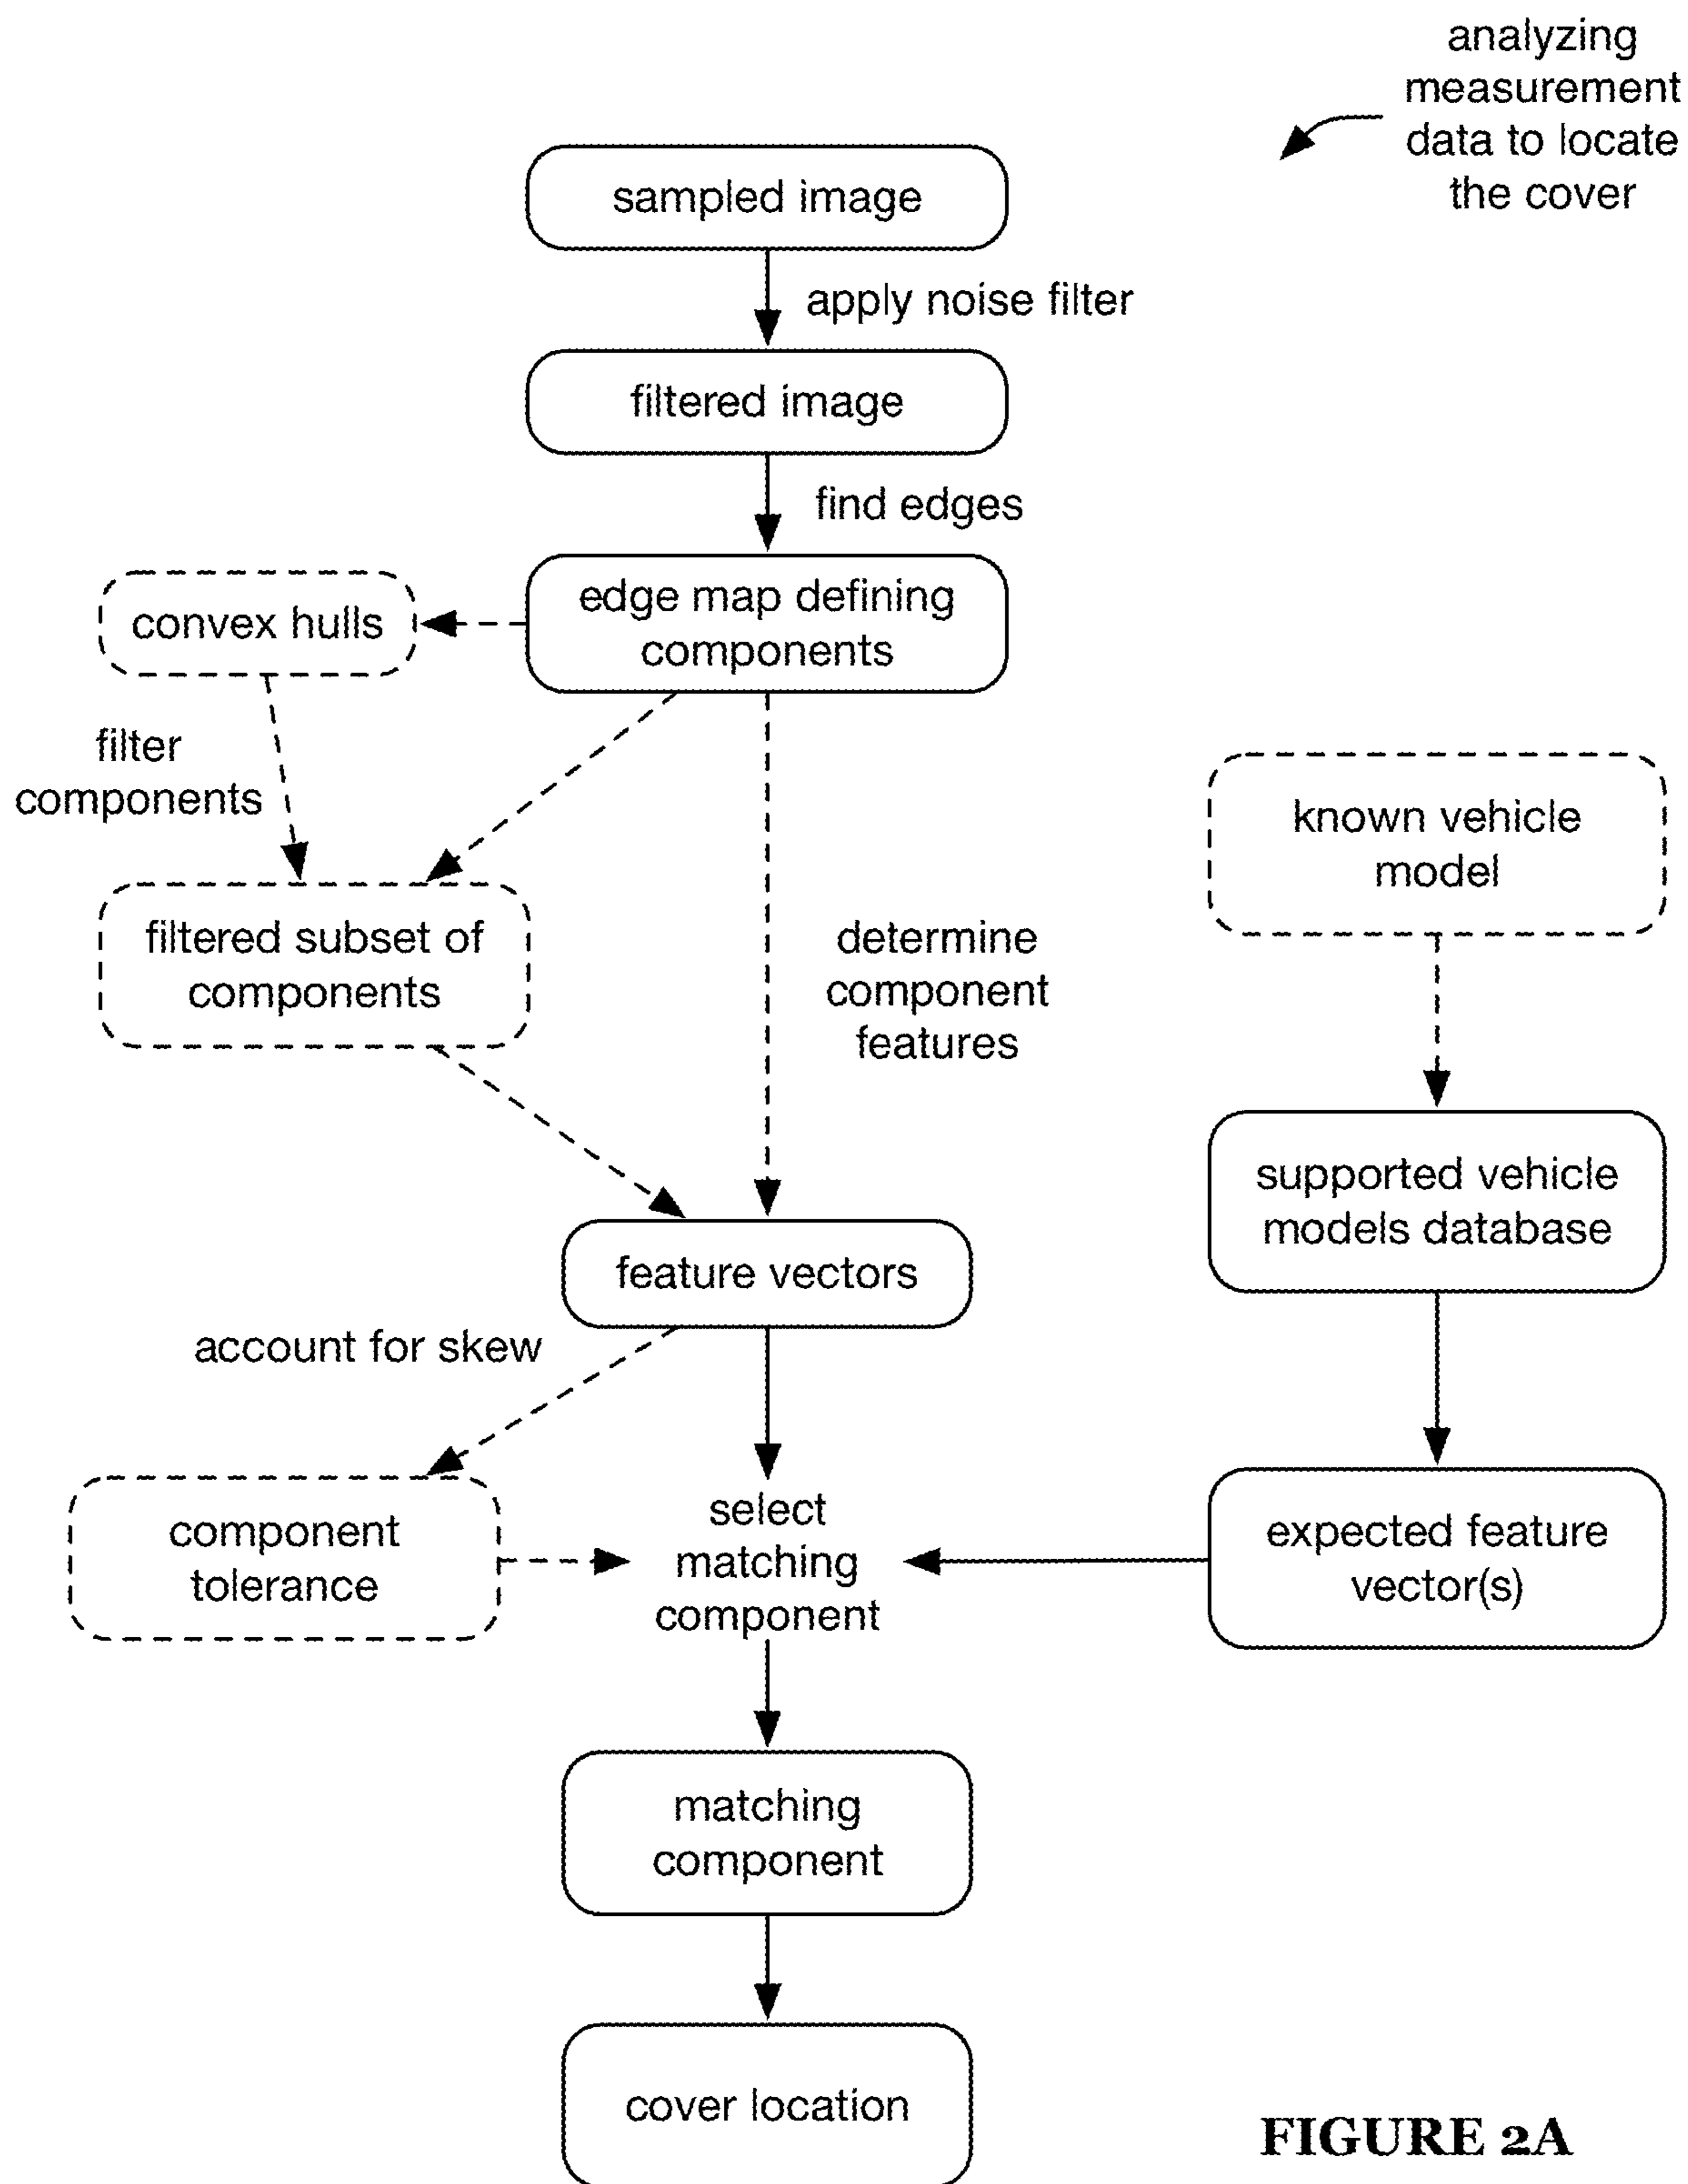 analyzing
measurement
data to locate
the cover
sampled image
apply noise filter
filtered image
find edges
edge map defining
components
convex hulls
filter
components
known vehicle
model
filtered subset of
components
determine
component
features
supported vehicle
models database
feature vectors
account for skew
select
matching
component
component
tolerance
expected feature
vector(s)
matching
component
cover location
FIGURE 2A